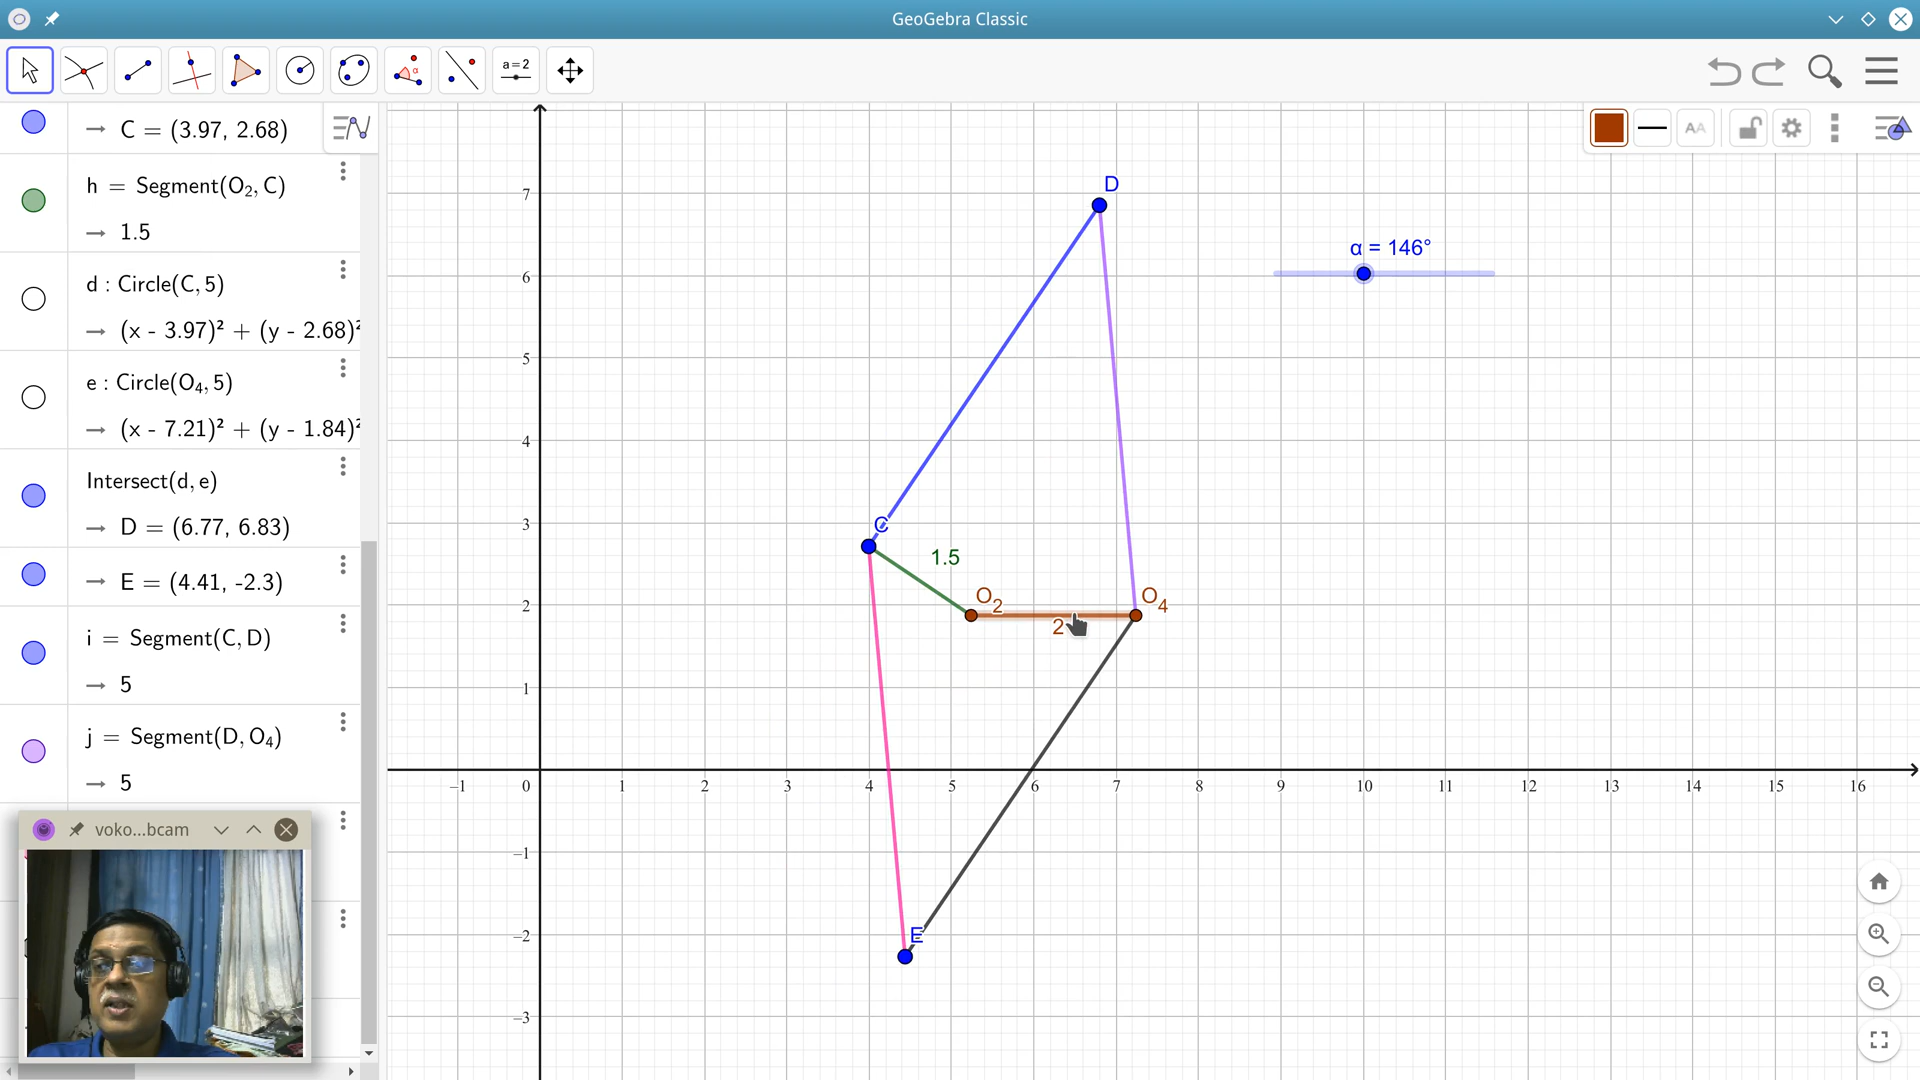 GeoGebra Classic
a = 2
→ C = (3.97, 2.68)
h = Segment(O₂, C)
→ 1.5
d : Circle(C, 5)
→ (x - 3.97)² + (y - 2.68)²
e : Circle(O₄, 5)
→ (x - 7.21)² + (y - 1.84)²
Intersect(d, e)
→ D = (6.77, 6.83)
→ E = (4.41, -2.3)
i = Segment(C, D)
→ 5
j = Segment(D, O₄)
→ 5
voko...bcam
AA
D
α = 146°
C
1.5
O₂
O₄
2
E
7
6
5
4
3
2
1
–1
–2
–3
–1 0 1 2 3 4 5 6 7 8 9 10 11 12 13 14 15 16